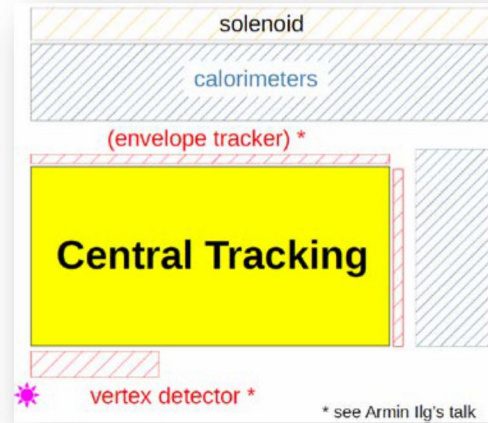 solenoid
calorimeters
(envelope tracker) *
Central Tracking
vertex detector *
* see Armin Ilg's talk